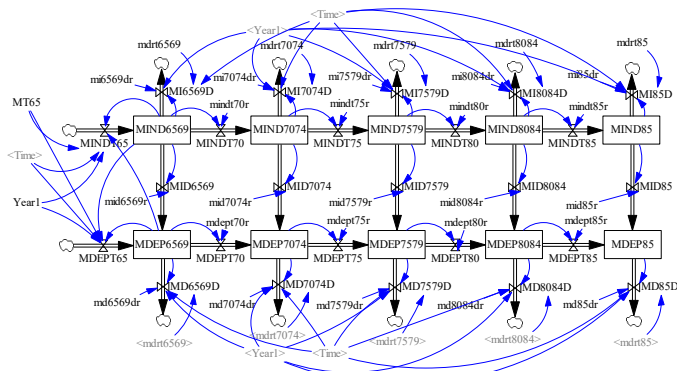 <Time>
mdrt6569 <Year1> mdrt7074 mdrt7579 mdrt8084 mdrt85
mi6569dr MI6569D mi7074dr MI7074D mi7579dr MI7579D mi8084dr MI8084D mi85dr MI85D
MT65 mindt70r mindt75r mindt80r mindt85r
MIND6569 MIND7074 MIND7579 MIND8084 MIND85
MINDT65 MINDT70 MINDT75 MINDT80 MINDT85
<Time>
MID6569 MID7074 MID7579 MID8084 MID85
Year1 mid6569r mid7074r mid7579r mid8084r mid85r
mdept70r mdept75r mdept80r mdept85r
MDEP6569 MDEP7074 MDEP7579 MDEP8084 MDEP85
MDEPT65 MDEPT70 MDEPT75 MDEPT80 MDEPT85
MD6569D MD7074D MD7579D MD8084D MD85D
md6569dr md7074dr md7579dr md8084dr md85dr
<mdrt6569> <mdrt7074> <mdrt7579> <mdrt8084> <mdrt85>
<Year1> <Time>